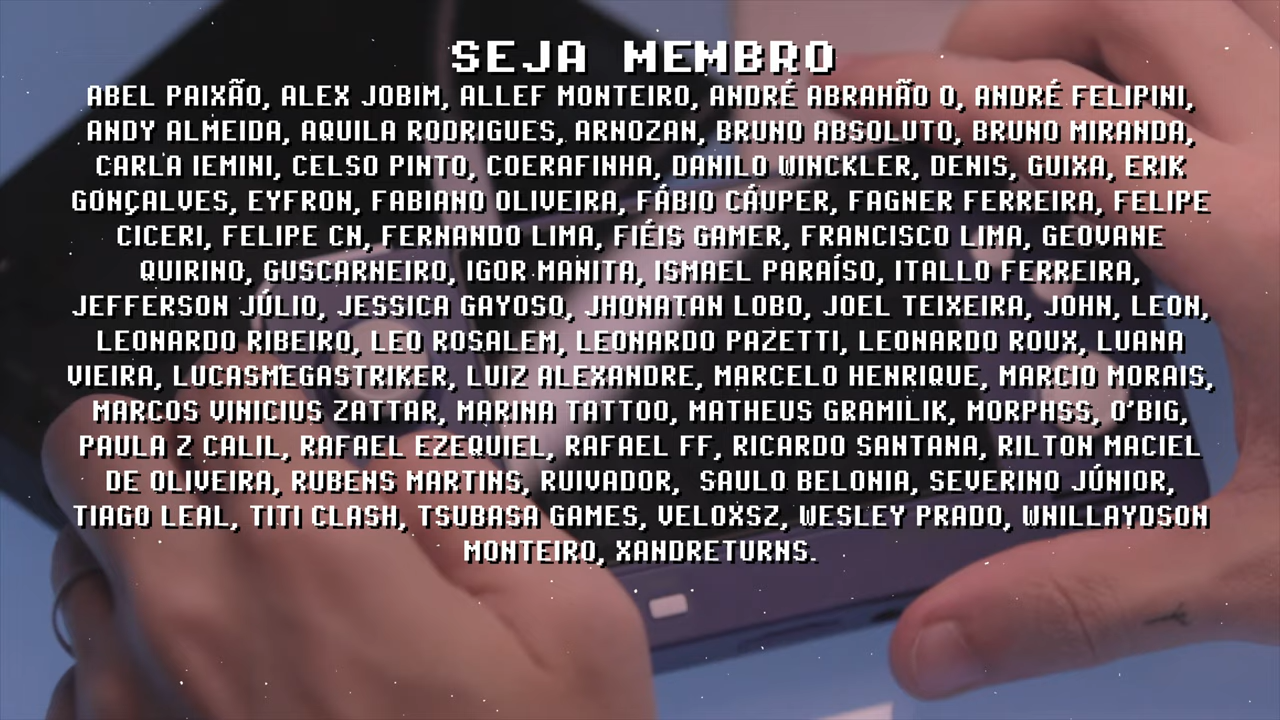 SEJA MEMBRO
ABEL PAIXÃO, ALEX JOBIM, ALLEF MONTEIRO, ANDRÉ ABRAHÃO O, ANDRÉ FELIPINI,
ANDY ALMEIDA, AQUILA RODRIGUES, ARNOZAN, BRUNO ABSOLUTO, BRUNO MIRANDA,
CARLA IEMINI, CELSO PINTO, COERAFINHA, DANILO WINCKLER, DENIS, GUIXA, ERIK
GONÇALVES, EYFRON, FABIANO OLIVEIRA, FÁBIO CÁUPER, FAGNER FERREIRA, FELIPE
CICERI, FELIPE CN, FERNANDO LIMA, FIÉIS GAMER, FRANCISCO LIMA, GEOVANE
QUIRINO, GUSCARNEIRO, IGOR MANITA, ISMAEL PARAÍSO, ITALLO FERREIRA,
JEFFERSON JÚLIO, JESSICA GAYOSO, JHONATAN LOBO, JOEL TEIXEIRA, JOHN, LEON,
LEONARDO RIBEIRO, LEO ROSALEM, LEONARDO PAZETTI, LEONARDO ROUX, LUANA
VIEIRA, LUCASMEGASTRIKER, LUIZ ALEXANDRE, MARCELO HENRIQUE, MARCIO MORAIS,
MARCOS VINICIUS ZATTAR, MARINA TATTOO, MATHEUS GRAMILIK, MORPHSS, O'BIG,
PAULA Z CALIL, RAFAEL EZEQUIEL, RAFAEL FF, RICARDO SANTANA, RILTON MACIEL
DE OLIVEIRA, RUBENS MARTINS, RUIVADOR, SAULO BELONIA, SEVERINO JÚNIOR,
TIAGO LEAL, TITI CLASH, TSUBASA GAMES, VELOXSZ, WESLEY PRADO, WNILLAYDSON
MONTEIRO, XANDRETURNS.